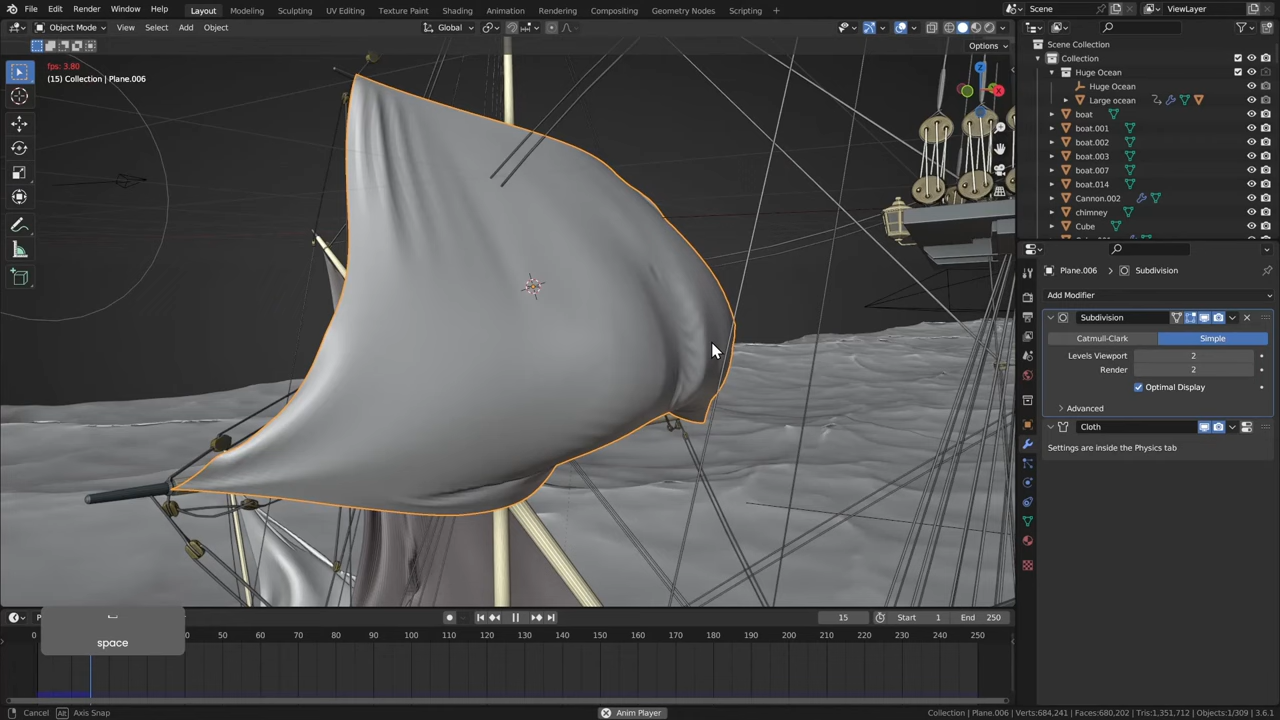 File Edit Render Window Help Layout Modeling Sculpting UV Editing Texture Paint Shading Animation Rendering Compositing Geometry Nodes Scripting Scene ViewLayer
Object Mode View Select Add Object Global
Options
fps: 3.80
(15) Collection | Plane.006
Scene Collection
Collection
Huge Ocean
Huge Ocean
Large ocean
boat
boat.001
boat.002
boat.003
boat.007
boat.014
Cannon.002
chimney
Cube
Plane.006 > Subdivision
Add Modifier
Subdivision
Catmull-Clark Simple
Levels Viewport 2
Render 2
Optimal Display
Advanced
Cloth
Settings are inside the Physics tab
15 Start 1 End 250
0 50 60 70 80 90 100 110 120 130 140 150 160 170 180 190 200 210 220 230 240 250
space
Cancel Alt Axis Snap Anim Player Collection | Plane.006 | Verts:684,241 | Faces:680,202 | Tris:1,351,712 | Objects:1/309 | 3.6.1